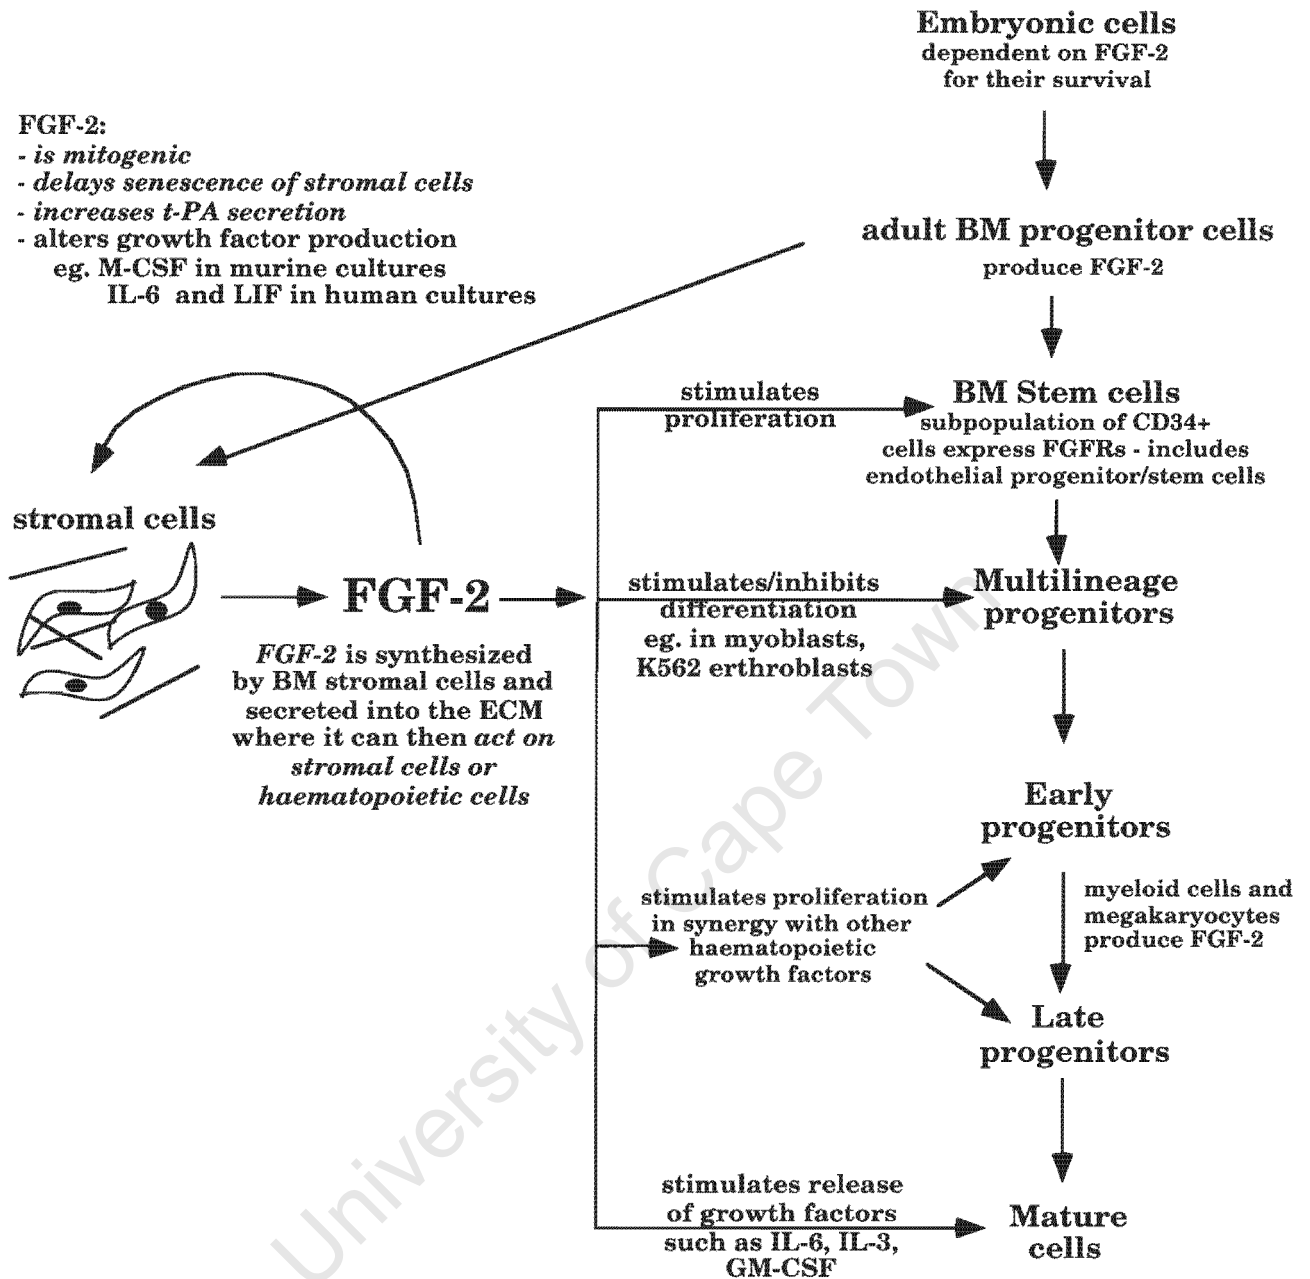 Embryonic cells
dependent on FGF-2
for their survival
FGF-2:
- is mitogenic
- delays senescence of stromal cells
- increases t-PA secretion
- alters growth factor production
eg. M-CSF in murine cultures
IL-6 and LIF in human cultures
adult BM progenitor cells
produce FGF-2
stimulates
proliferation
BM Stem cells
subpopulation of CD34+
cells express FGFRs - includes
endothelial progenitor/stem cells
stromal cells
FGF-2
FGF-2 is synthesized
by BM stromal cells and
secreted into the ECM
where it can then act on
stromal cells or
haematopoietic cells
stimulates/inhibits
differentiation
eg. in myoblasts,
K562 erthroblasts
Multilineage
progenitors
Early
progenitors
stimulates proliferation
in synergy with other
haematopoietic
growth factors
myeloid cells and
megakaryocytes
produce FGF-2
Late
progenitors
stimulates release
of growth factors
such as IL-6, IL-3,
GM-CSF
Mature
cells
University of Cape Town